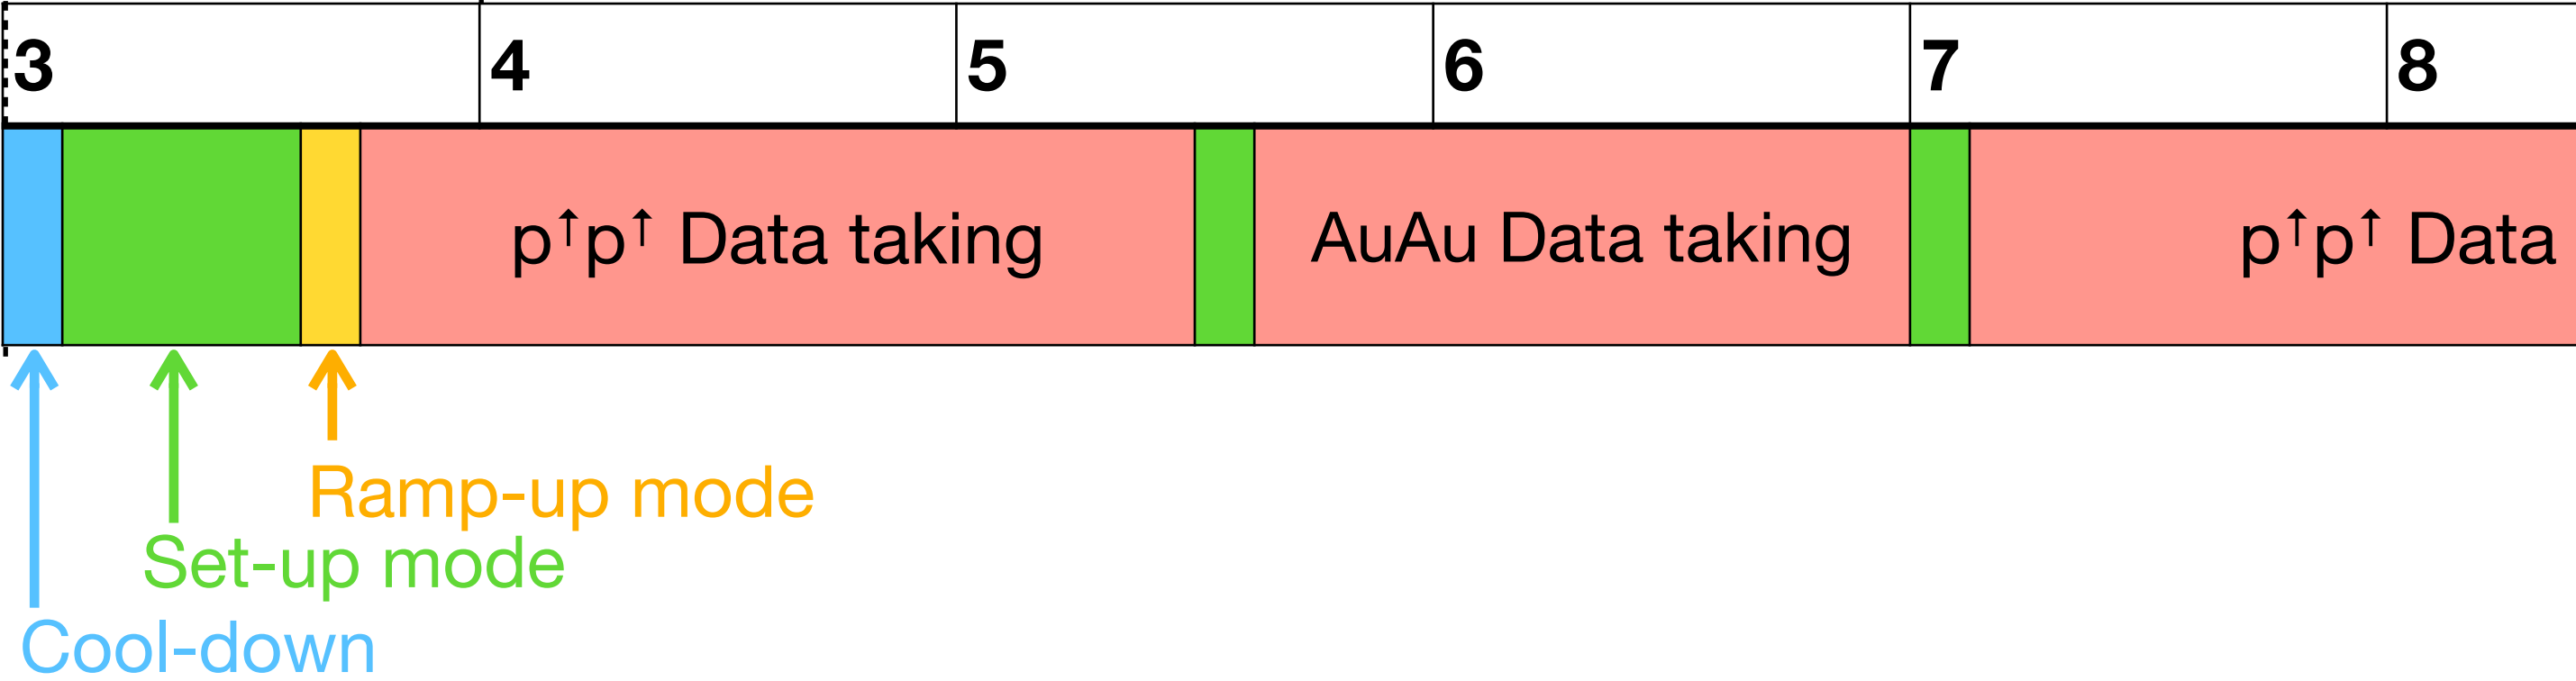 3 4 5 6 7 8
p↑p↑ Data taking AuAu Data taking p↑p↑ Data
Ramp-up mode
Set-up mode
Cool-down